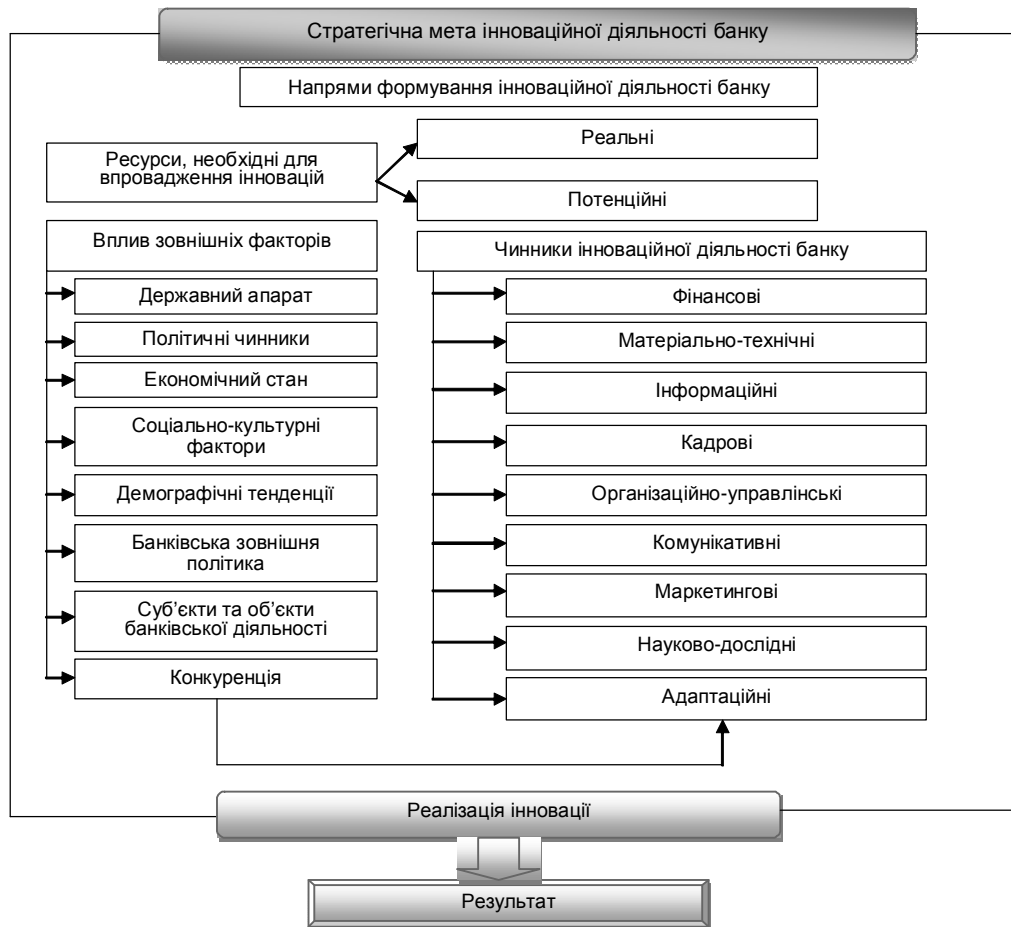 Стратегічна мета інноваційної діяльності банку
Напрями формування інноваційної діяльності банку
Ресурси, необхідні для
впровадження інновацій
Реальні
Потенційні
Вплив зовнішніх факторів
Державний апарат
Політичні чинники
Економічний стан
Соціально-культурні
фактори
Демографічні тенденції
Банківська зовнішня
політика
Суб’єкти та об’єкти
банківської діяльності
Конкуренція
Чинники інноваційної діяльності банку
Фінансові
Матеріально-технічні
Інформаційні
Кадрові
Організаційно-управлінські
Комунікативні
Маркетингові
Науково-дослідні
Адаптаційні
Реалізація інновації
Результат